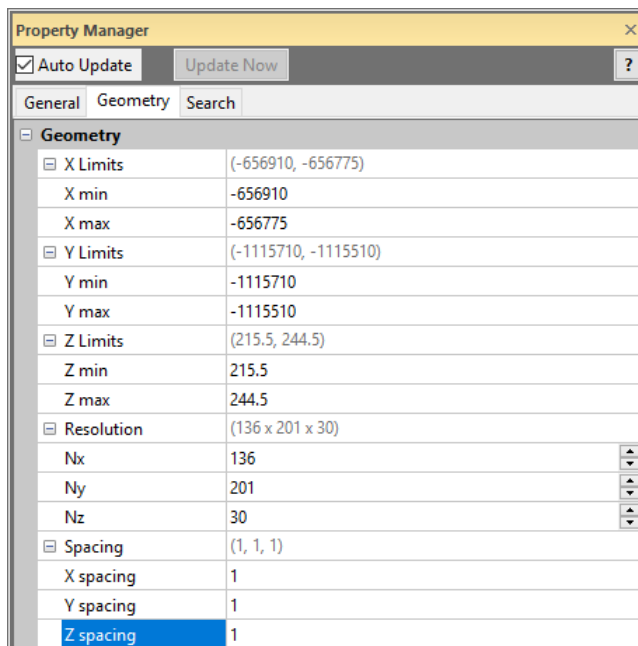 Property Manager
Auto Update Update Now ?
General Geometry Search
Geometry
X Limits (-656910, -656775)
X min -656910
X max -656775
Y Limits (-1115710, -1115510)
Y min -1115710
Y max -1115510
Z Limits (215.5, 244.5)
Z min 215.5
Z max 244.5
Resolution (136 x 201 x 30)
Nx 136
Ny 201
Nz 30
Spacing (1, 1, 1)
X spacing 1
Y spacing 1
Z spacing 1